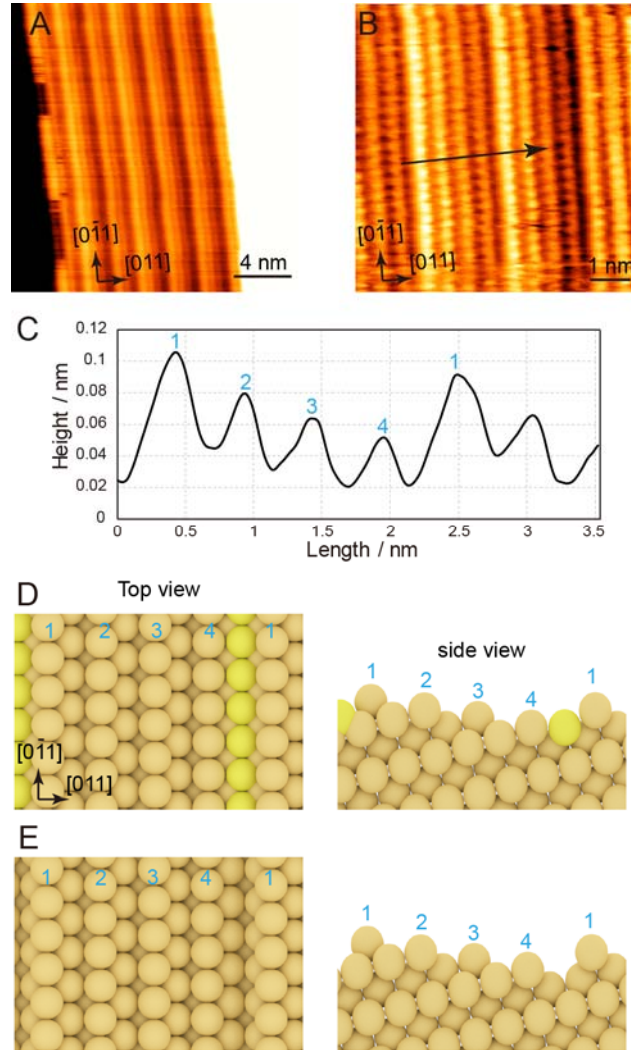 A
[01̄1]
[011]
4 nm
B
[01̄1]
[011]
1 nm
C
Height / nm
0.12
0.1
0.08
0.06
0.04
0.02
0
1
2
3
4
1
0 0.5 1 1.5 2 2.5 3 3.5
Length / nm
D
Top view
1 2 3 4 1
[01̄1]
[011]
side view
1 2 3 4 1
E
1 2 3 4 1
1 2 3 4 1